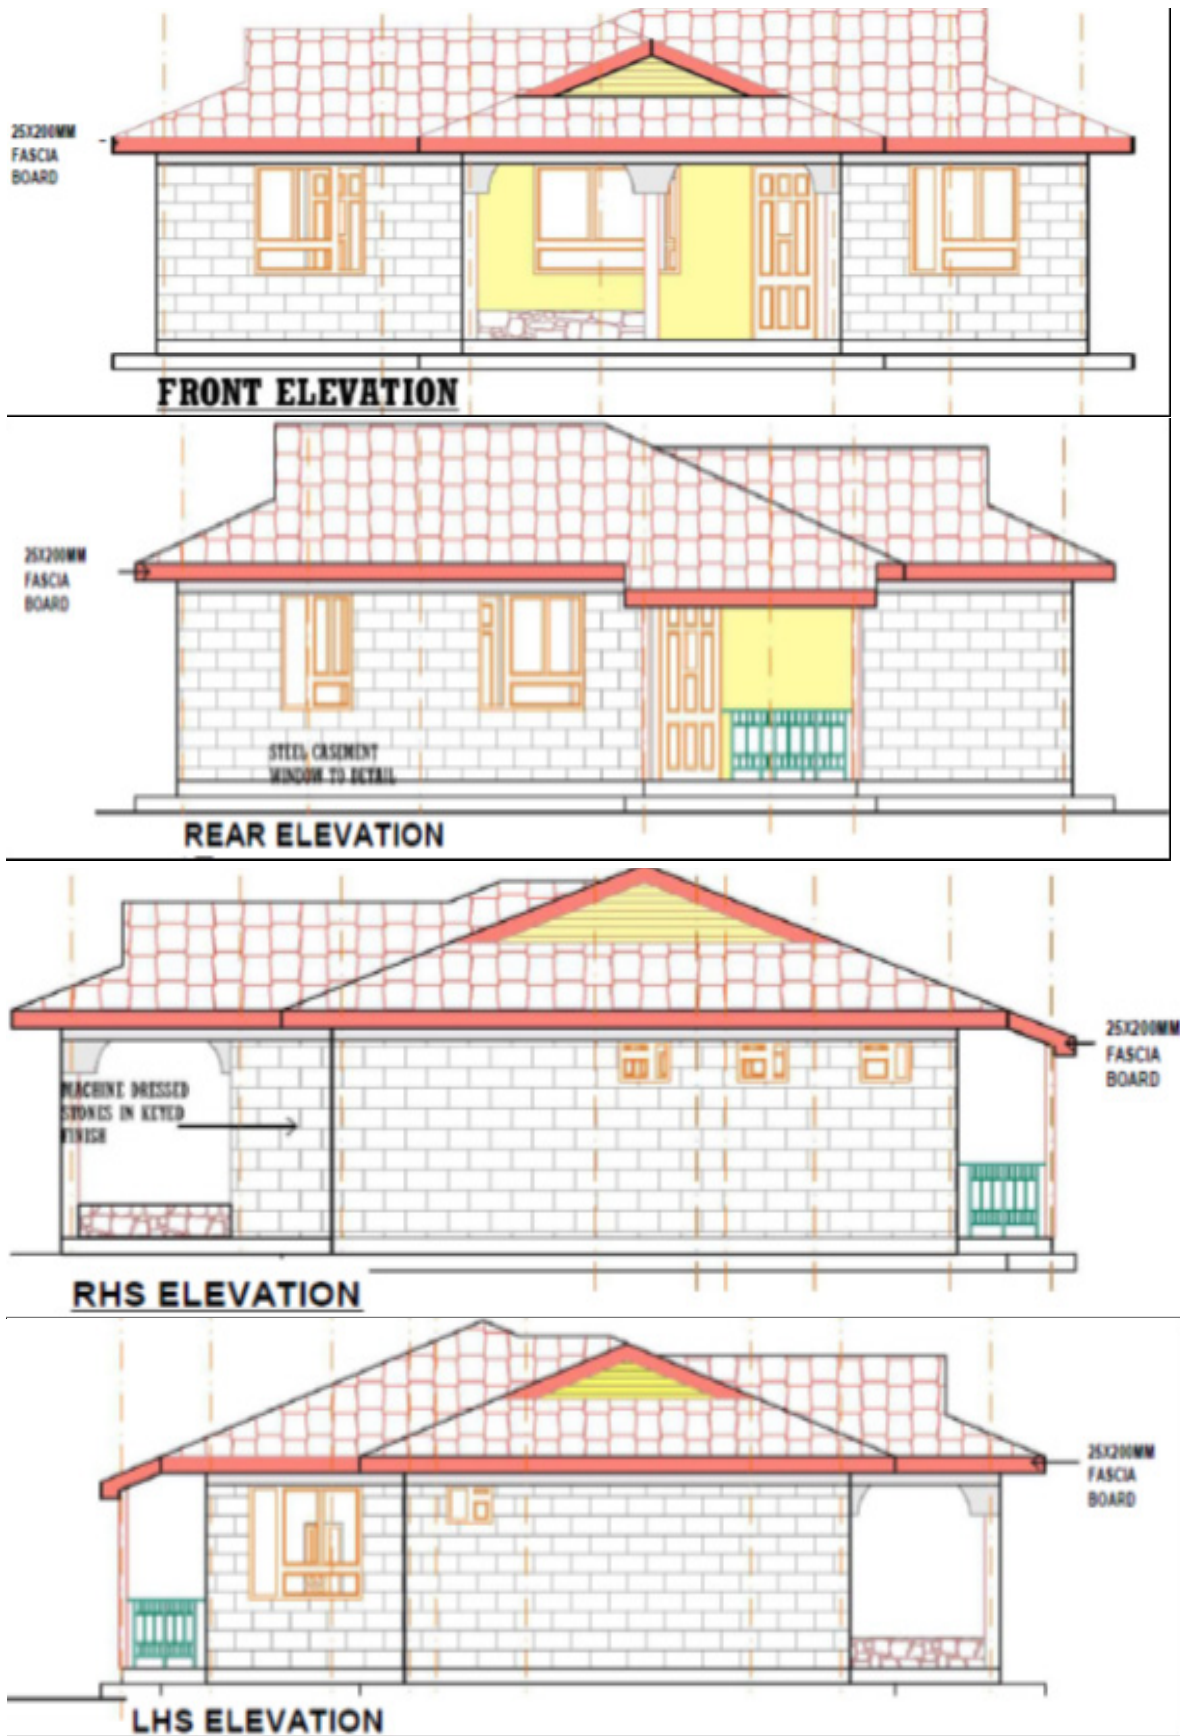 25X200MM
FASCIA
BOARD
FRONT ELEVATION
25X200MM
FASCIA
BOARD
STEEL CASEMENT
WINDOW TO DETAIL
REAR ELEVATION
25X200MM
FASCIA
BOARD
MACHINE DRESSED
STONES IN KEYED
FINISH
RHS ELEVATION
25X200MM
FASCIA
BOARD
LHS ELEVATION